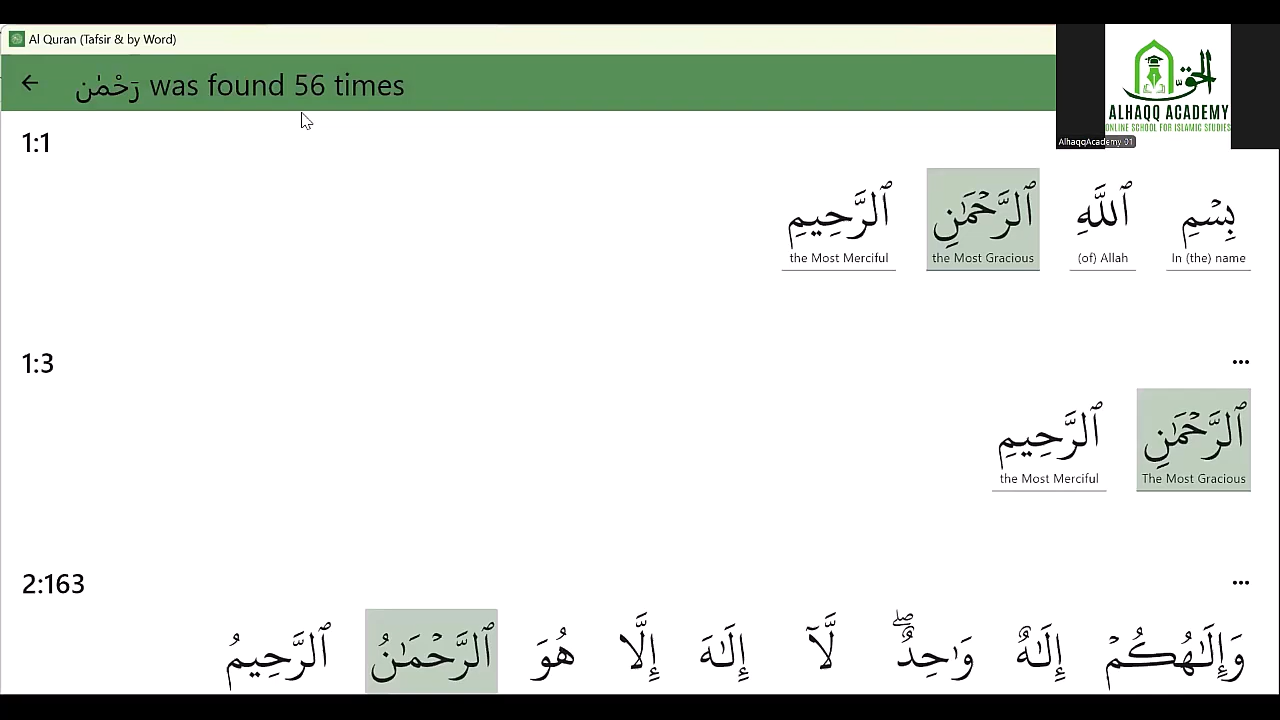 Al Quran (Tafsir & by Word)
رَحْمٰن was found 56 times
الحق
ALHAQQ ACADEMY
ONLINE SCHOOL FOR ISLAMIC STUDIES
AlhaqqAcademy 01
1:1
بِسْمِ ٱللَّهِ ٱلرَّحْمَـٰنِ ٱلرَّحِيمِ
In (the) name (of) Allah the Most Gracious the Most Merciful
1:3
...
ٱلرَّحْمَـٰنِ ٱلرَّحِيمِ
The Most Gracious the Most Merciful
2:163
...
وَإِلَـٰهُكُمْ إِلَـٰهٌ وَٰحِدٌ ۖ لَّآ إِلَـٰهَ إِلَّا هُوَ ٱلرَّحْمَـٰنُ ٱلرَّحِيمُ